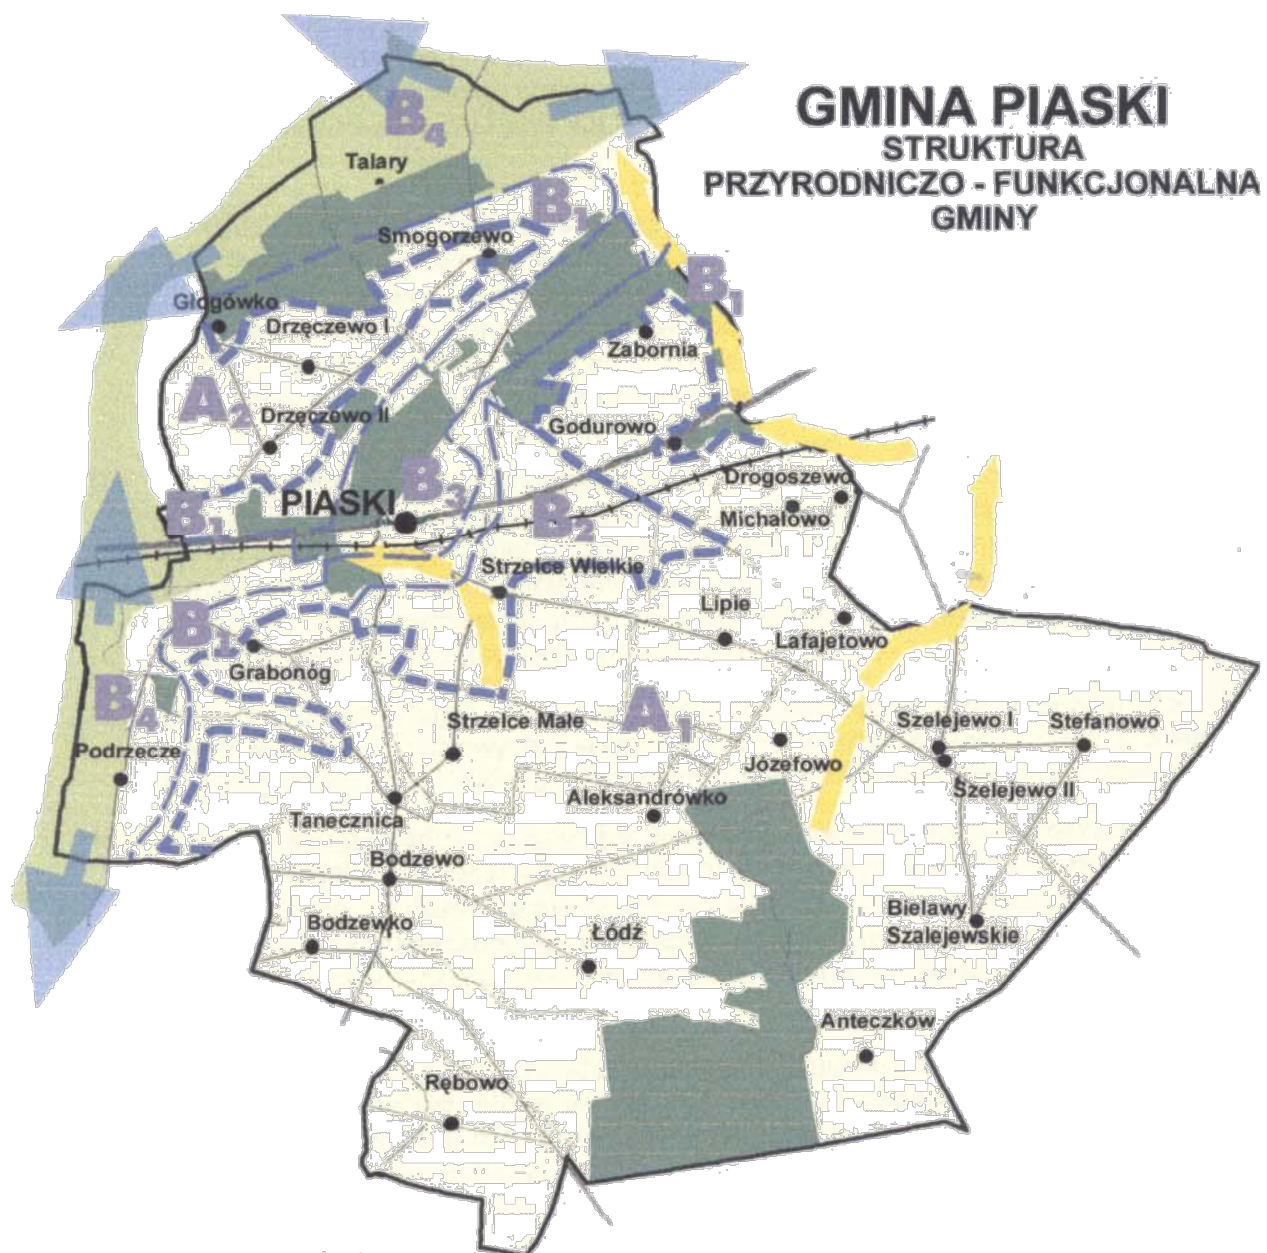 GMINA PIASKI
STRUKTURA
PRZYRODNICZO - FUNKCJONALNA
GMINY
B4
Talary
B1
Smogorzewo
B1
Głogówko
Drzęczewo I
Zabornia
A2
Drzęczewo II
Godurowo
B3
Drogoszewo
PIASKI
B1
B2
Michałowo
Strzelce Wielkie
Lipie
B1
Lafajetowo
Grabonóg
B4
A1
Strzelce Małe
Szelejewo I
Stefanowo
Podrzecze
Józefowo
Szelejewo II
Aleksandrówko
Tanecznica
Bodzewo
Bielawy
Szalejewskie
Bodzewko
Łódź
Anteczków
Rębowo